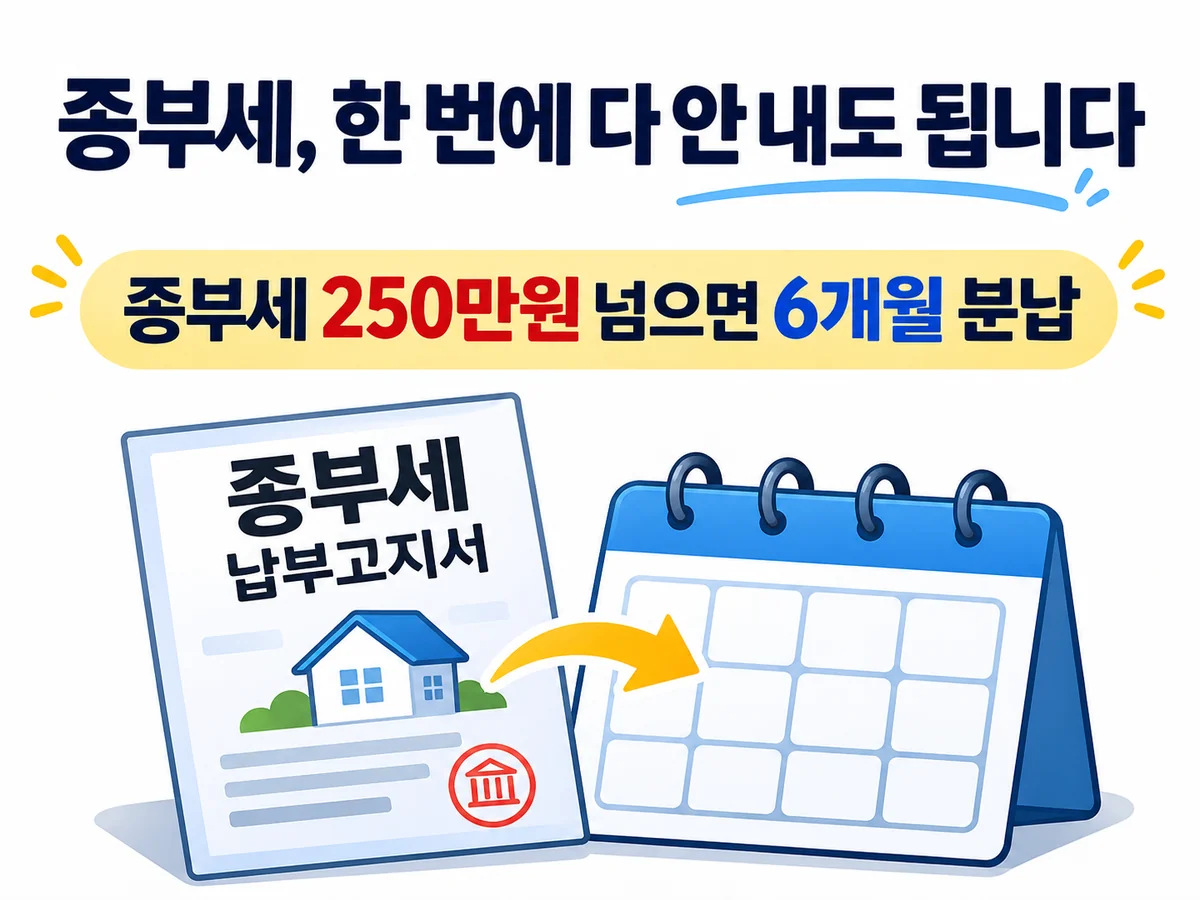 종부세, 한 번에 다 안 내도 됩니다
종부세 250만원 넘으면 6개월 분납
종부세
납부고지서